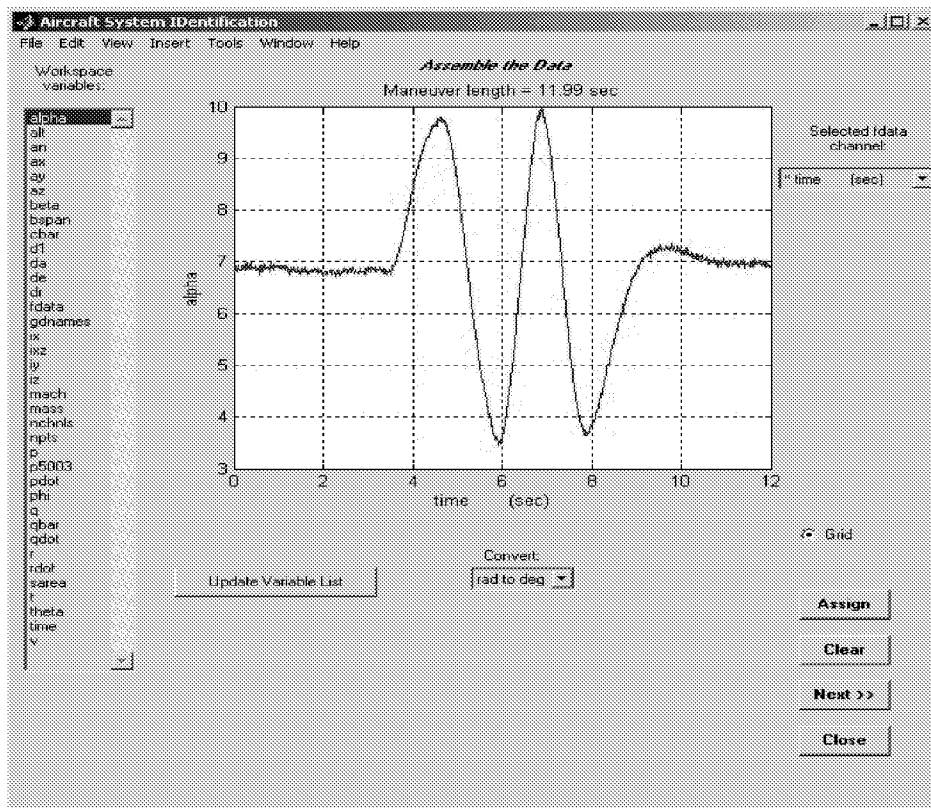 Aircraft System IDentification
File Edit View Insert Tools Window Help
Assemble the Data
Workspace
variables:
Maneuver length = 11.99 sec
alpha
alt
an
ax
ay
az
beta
bspan
cbar
d1
da
de
dr
fdata
gdnames
ix
ixz
iy
iz
mach
mass
nchnls
npts
p
p5003
pdot
phi
q
qbar
qdot
r
rdot
sarea
t
theta
time
v
10
9
8
7
6
5
4
3
alpha
0 2 4 6 8 10 12
time (sec)
Selected fdata
channel:
* time (sec)
Grid
Convert:
rad to deg
Update Variable List
Assign
Clear
Next >>
Close